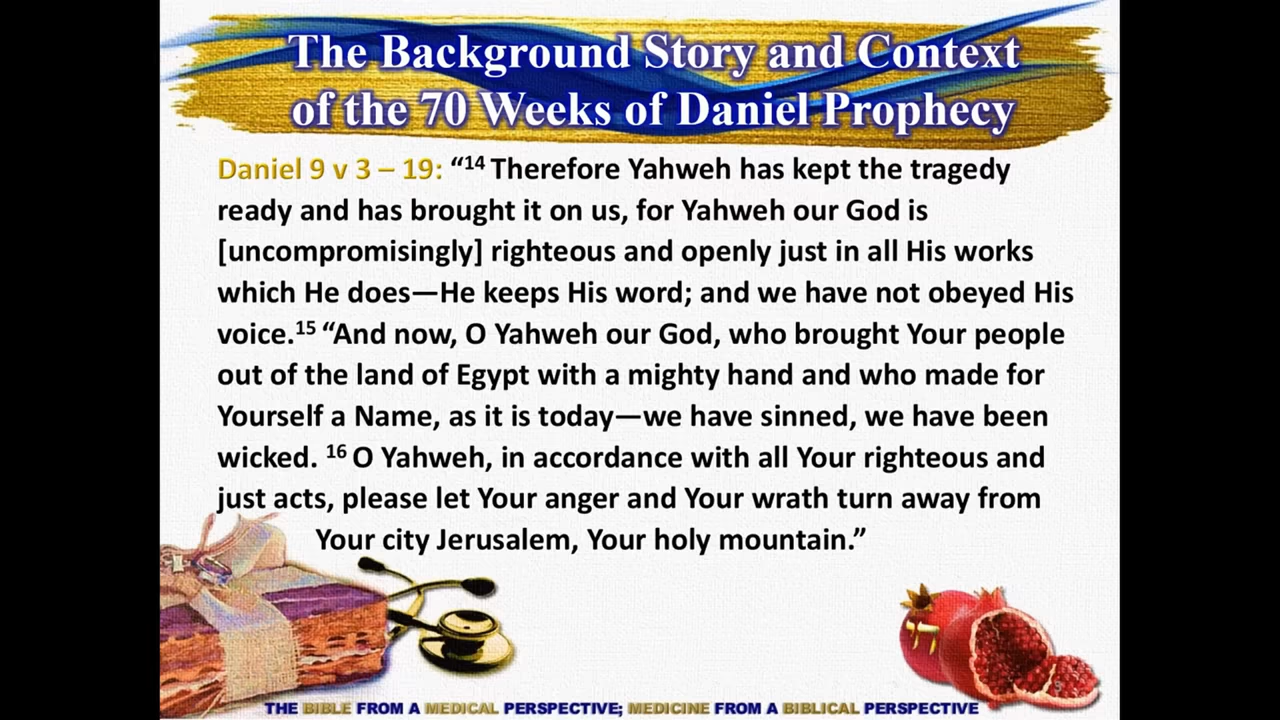 The Background Story and Context
of the 70 Weeks of Daniel Prophecy
Daniel 9 v 3 – 19: “14 Therefore Yahweh has kept the tragedy
ready and has brought it on us, for Yahweh our God is
[uncompromisingly] righteous and openly just in all His works
which He does—He keeps His word; and we have not obeyed His
voice.15 “And now, O Yahweh our God, who brought Your people
out of the land of Egypt with a mighty hand and who made for
Yourself a Name, as it is today—we have sinned, we have been
wicked. 16 O Yahweh, in accordance with all Your righteous and
just acts, please let Your anger and Your wrath turn away from
Your city Jerusalem, Your holy mountain.”
THE BIBLE FROM A MEDICAL PERSPECTIVE; MEDICINE FROM A BIBLICAL PERSPECTIVE